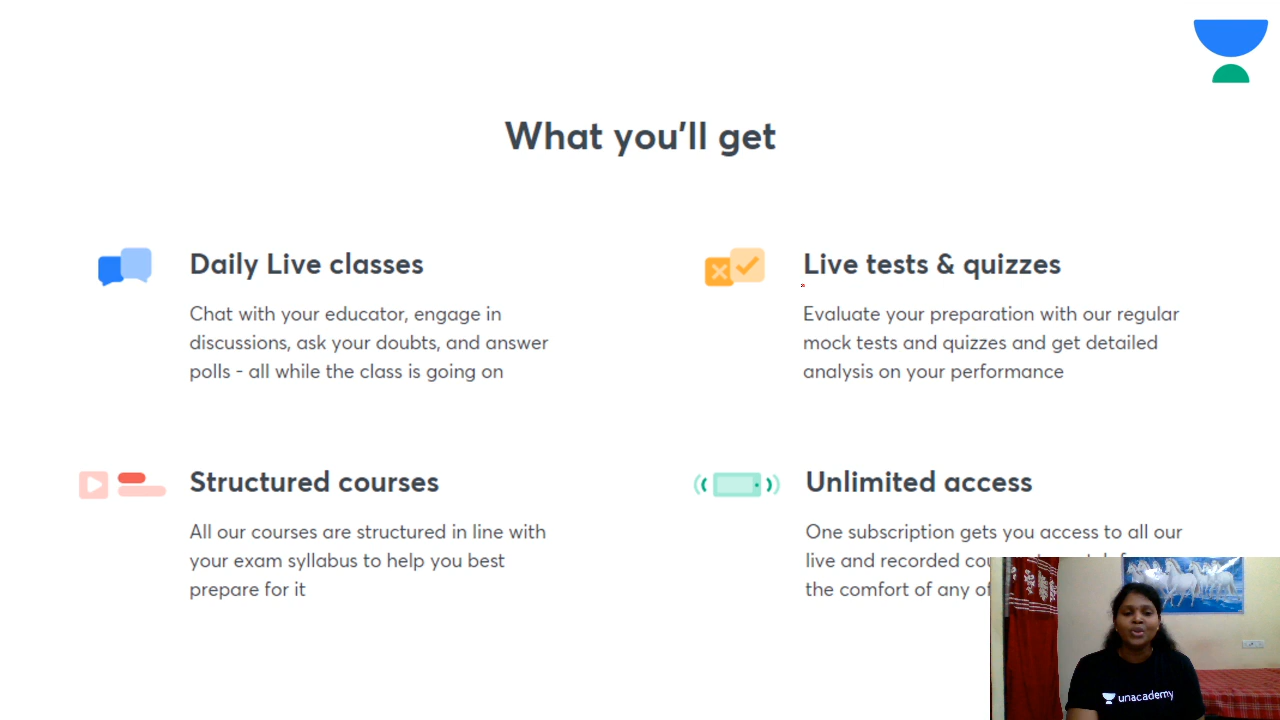 What you'll get
Daily Live classes
Chat with your educator, engage in
discussions, ask your doubts, and answer
polls - all while the class is going on
Live tests & quizzes
Evaluate your preparation with our regular
mock tests and quizzes and get detailed
analysis on your performance
Structured courses
All our courses are structured in line with
your exam syllabus to help you best
prepare for it
Unlimited access
One subscription gets you access to all our
live and recorded
the comfort of any
unacademy